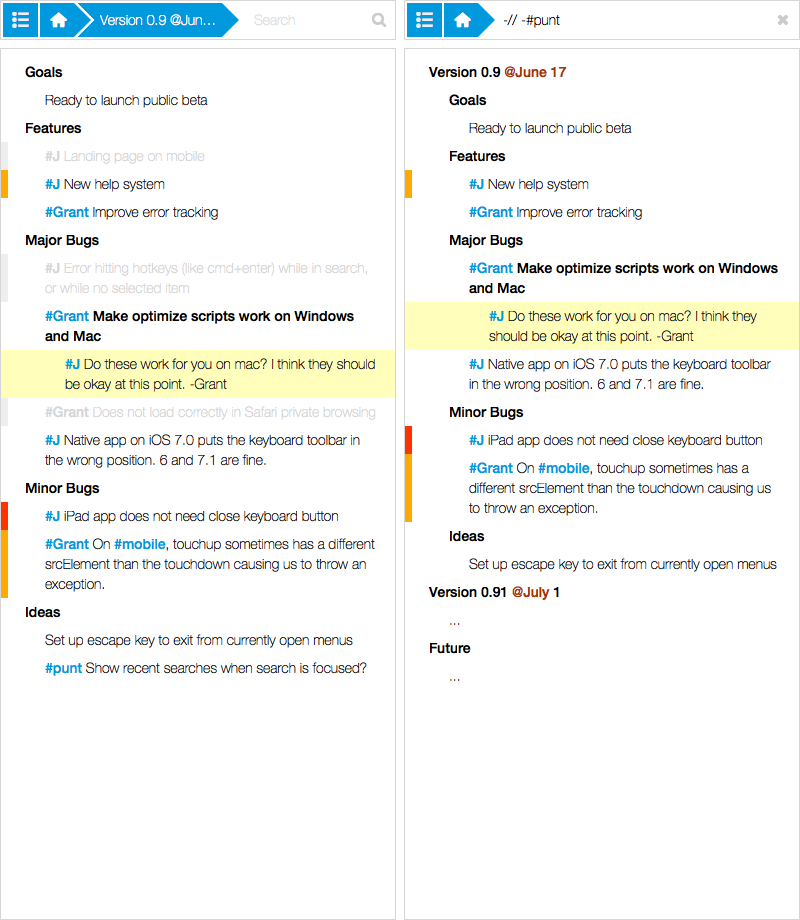 Version 0.9 @Jun...
Search
Goals
Ready to launch public beta
Features
#J Landing page on mobile
#J New help system
#Grant Improve error tracking
Major Bugs
#J Error hitting hotkeys (like cmd+enter) while in search,
or while no selected item
#Grant Make optimize scripts work on Windows
and Mac
#J Do these work for you on mac? I think they should
be okay at this point. -Grant
#Grant Does not load correctly in Safari private browsing
#J Native app on iOS 7.0 puts the keyboard toolbar in
the wrong position. 6 and 7.1 are fine.
Minor Bugs
#J iPad app does not need close keyboard button
#Grant On #mobile, touchup sometimes has a different
srcElement than the touchdown causing us to throw an
exception.
Ideas
Set up escape key to exit from currently open menus
#punt Show recent searches when search is focused?
-// -#punt
Version 0.9 @June 17
Goals
Ready to launch public beta
Features
#J New help system
#Grant Improve error tracking
Major Bugs
#Grant Make optimize scripts work on Windows
and Mac
#J Do these work for you on mac? I think they
should be okay at this point. -Grant
#J Native app on iOS 7.0 puts the keyboard toolbar
in the wrong position. 6 and 7.1 are fine.
Minor Bugs
#J iPad app does not need close keyboard button
#Grant On #mobile, touchup sometimes has a
different srcElement than the touchdown causing us
to throw an exception.
Ideas
Set up escape key to exit from currently open menus
Version 0.91 @July 1
...
Future
...